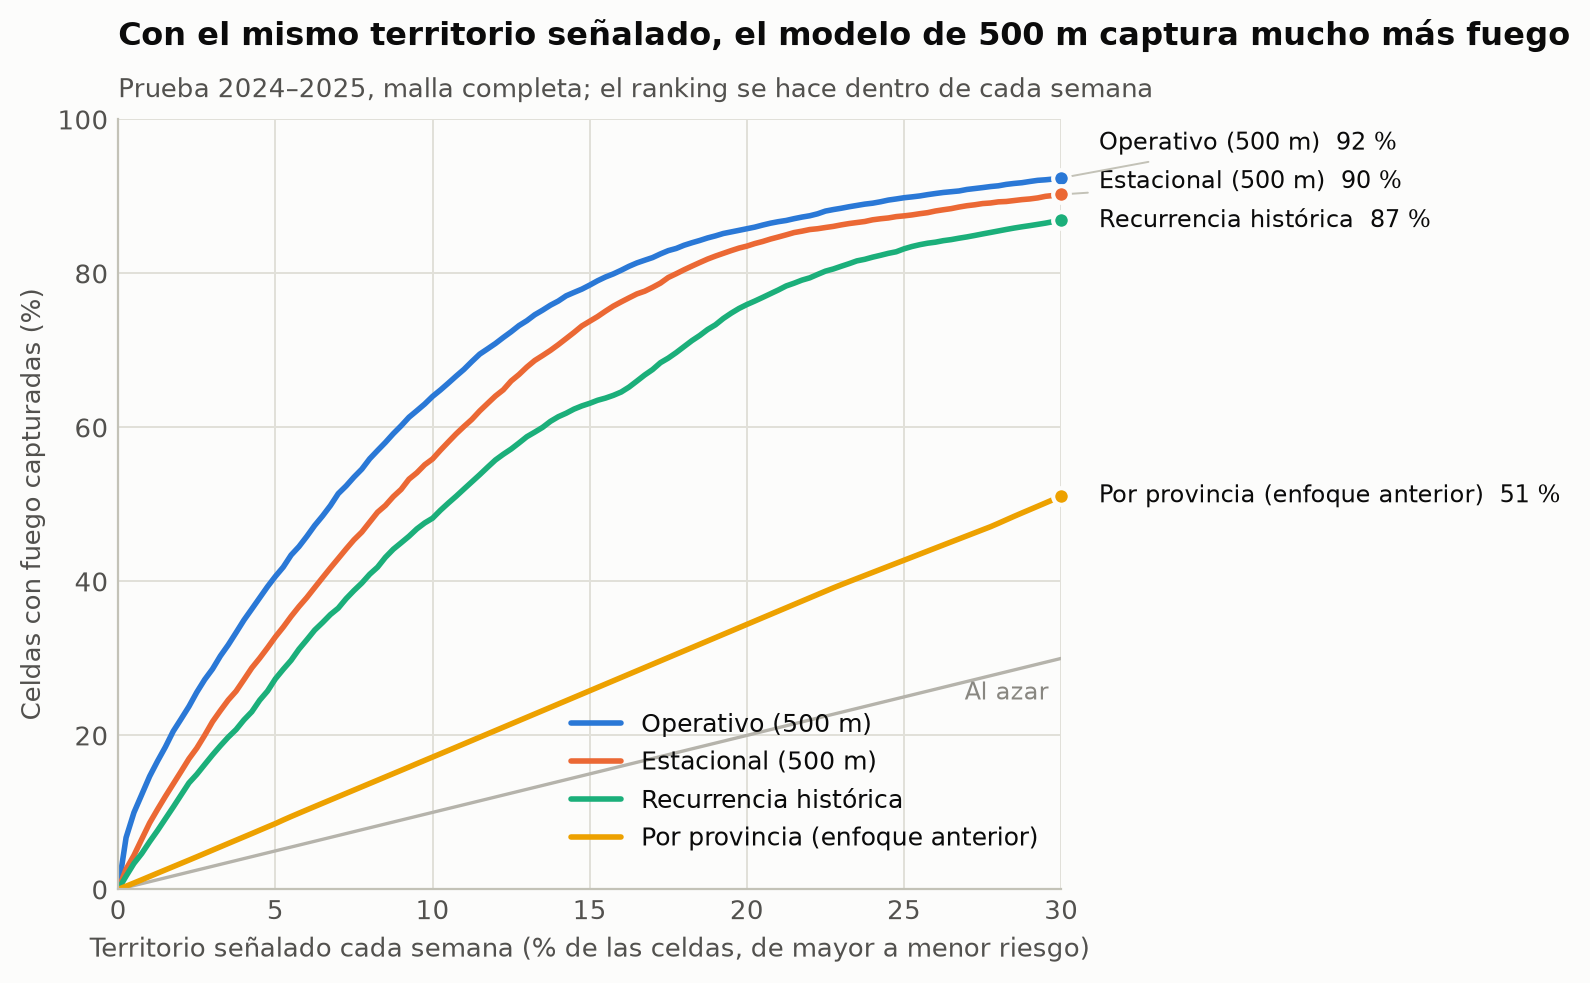 Con el mismo territorio señalado, el modelo de 500 m captura mucho más fuego
Prueba 2024–2025, malla completa; el ranking se hace dentro de cada semana
Celdas con fuego capturadas (%)
100
80
60
40
20
0
Operativo (500 m) 92 %
Estacional (500 m) 90 %
Recurrencia histórica 87 %
Por provincia (enfoque anterior) 51 %
Al azar
Operativo (500 m)
Estacional (500 m)
Recurrencia histórica
Por provincia (enfoque anterior)
0 5 10 15 20 25 30
Territorio señalado cada semana (% de las celdas, de mayor a menor riesgo)